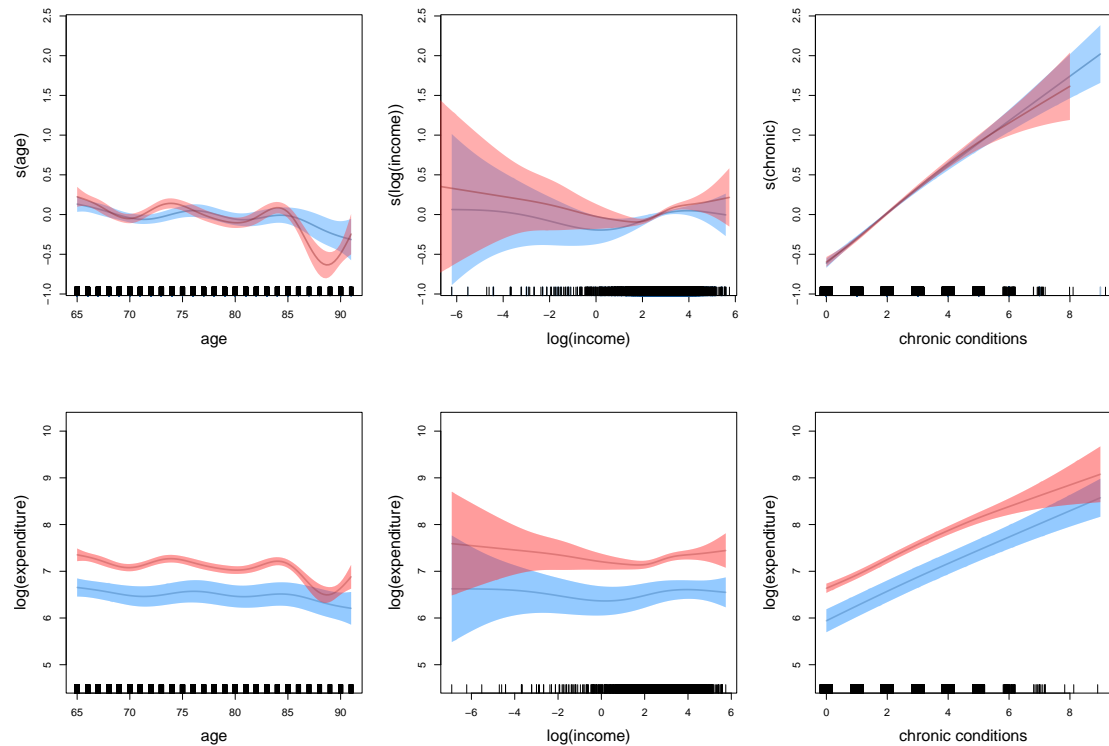 s(age)
−1.0 −0.5 0.0 0.5 1.0 1.5 2.0 2.5
65 70 75 80 85 90
age
s(log(income))
−1.0 −0.5 0.0 0.5 1.0 1.5 2.0 2.5
−6 −4 −2 0 2 4 6
log(income)
s(chronic)
−1.0 −0.5 0.0 0.5 1.0 1.5 2.0 2.5
0 2 4 6 8
chronic conditions
log(expenditure)
5 6 7 8 9 10
65 70 75 80 85 90
age
log(expenditure)
5 6 7 8 9 10
−6 −4 −2 0 2 4 6
log(income)
log(expenditure)
5 6 7 8 9 10
0 2 4 6 8
chronic conditions